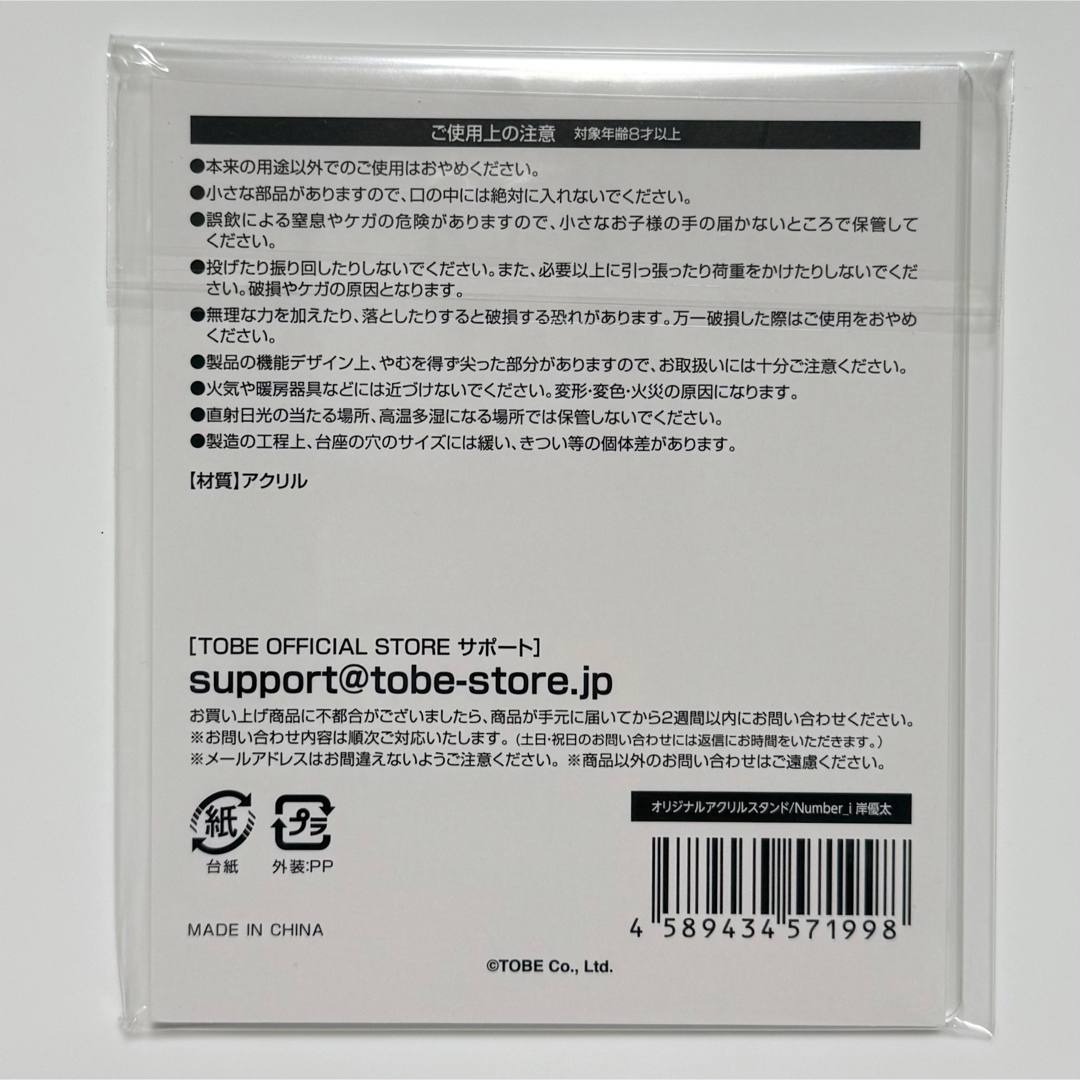 ご使用上の注意 対象年齢8才以上
●本来の用途以外でのご使用はおやめください。
●小さな部品がありますので、口の中には絶対に入れないでください。
●誤飲による窒息やケガの危険がありますので、小さなお子様の手の届かないところで保管して
ください。
●投げたり振り回したりしないでください。また、必要以上に引っ張ったり荷重をかけたりしないでくだ
さい。破損やケガの原因となります。
●無理な力を加えたり、落としたりすると破損する恐れがあります。万一破損した際はご使用をおやめ
ください。
●製品の機能デザイン上、やむを得ず尖った部分がありますので、お取扱いには十分ご注意ください。
●火気や暖房器具などには近づけないでください。変形・変色・火災の原因になります。
●直射日光の当たる場所、高温多湿になる場所では保管しないでください。
●製造の工程上、台座の穴のサイズには緩い、きつい等の個体差があります。
【材質】アクリル
[TOBE OFFICIAL STORE サポート]
support@tobe-store.jp
お買い上げ商品に不都合がございましたら、商品が手元に届いてから2週間以内にお問い合わせください。
※お問い合わせ内容は順次ご対応いたします。(土日・祝日のお問い合わせには返信にお時間をいただきます。)
※メールアドレスはお間違えないようご注意ください。※商品以外のお問い合わせはご遠慮ください。
紙 プラ
台紙 外装:PP
オリジナルアクリルスタンド/Number_i 岸優太
4 589434 571998
MADE IN CHINA
©TOBE Co., Ltd.